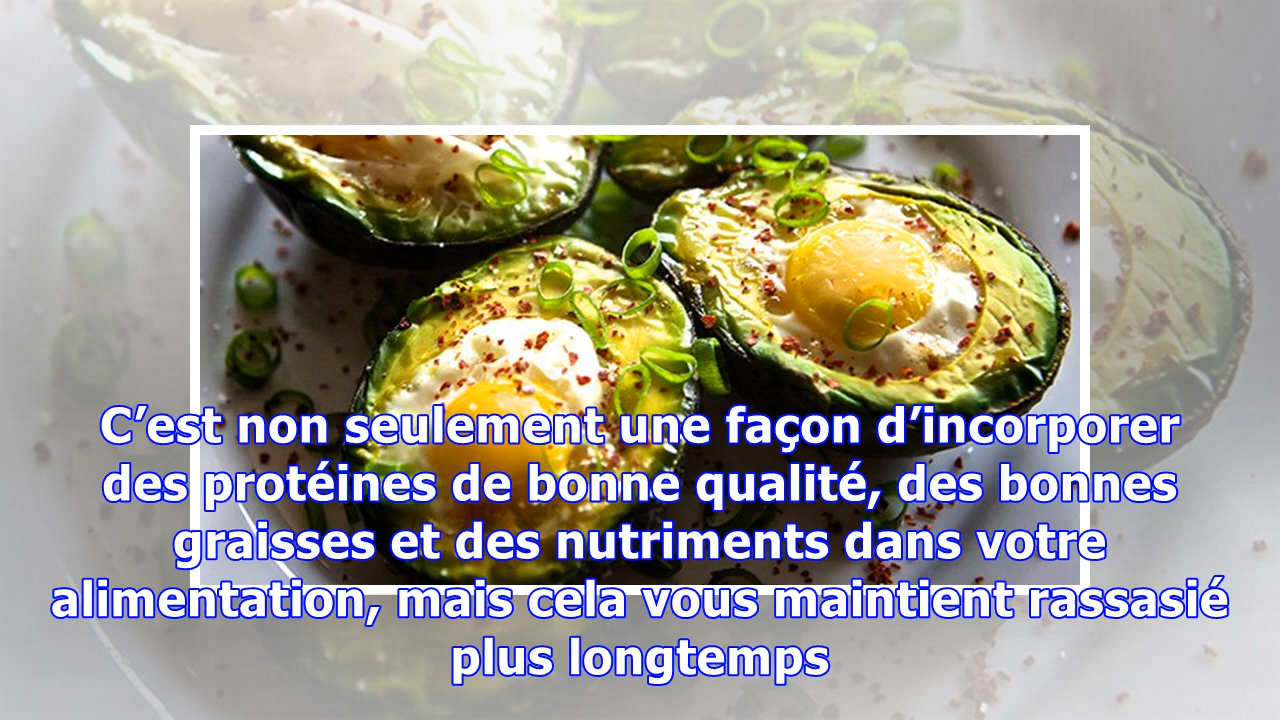 C’est non seulement une façon d’incorporer
des protéines de bonne qualité, des bonnes
graisses et des nutriments dans votre
alimentation, mais cela vous maintient rassasié
plus longtemps